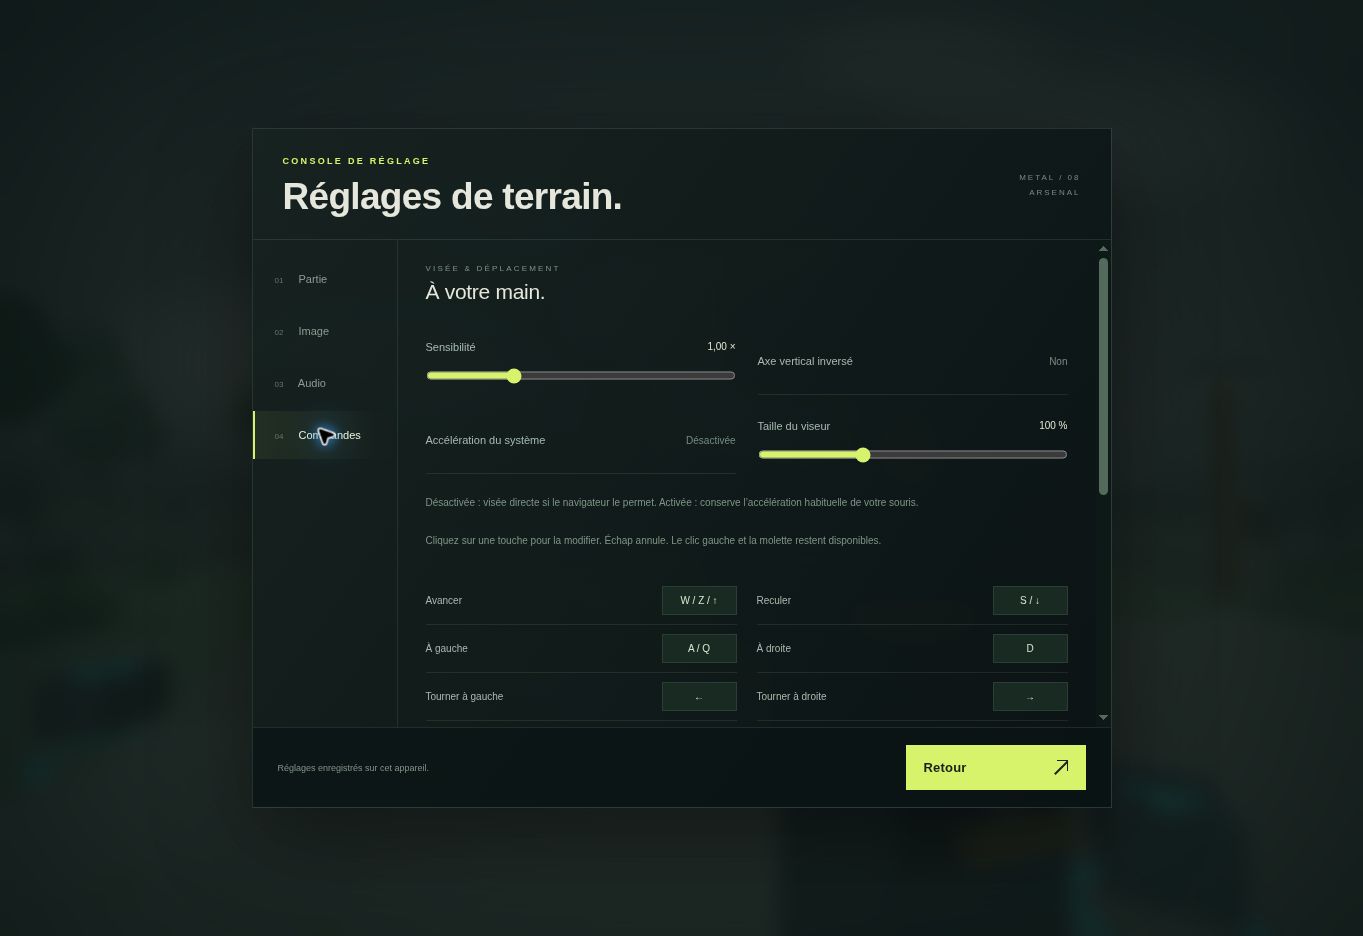 CONSOLE DE RÉGLAGE
Réglages de terrain.
METAL / 08
ARSENAL
01 Partie
02 Image
03 Audio
04 Commandes
VISÉE & DÉPLACEMENT
À votre main.
Sensibilité 1,00 ×
Axe vertical inversé Non
Accélération du système Désactivée
Taille du viseur 100 %
Désactivée : visée directe si le navigateur le permet. Activée : conserve l'accélération habituelle de votre souris.
Cliquez sur une touche pour la modifier. Échap annule. Le clic gauche et la molette restent disponibles.
Avancer W / Z / ↑
Reculer S / ↓
À gauche A / Q
À droite D
Tourner à gauche ←
Tourner à droite →
Réglages enregistrés sur cet appareil.
Retour